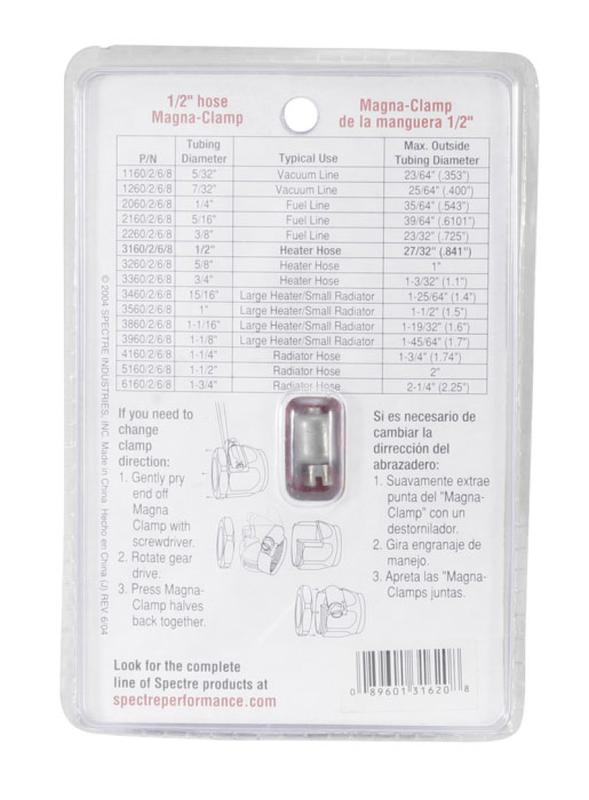 1/2" hose
Magna-Clamp
Magna-Clamp
de la manguera 1/2"
P/N Tubing Diameter Typical Use Max. Outside Tubing Diameter
1160/2/6/8 5/32" Vacuum Line 23/64" (.353")
1260/2/6/8 7/32" Vacuum Line 25/64" (.400")
2060/2/6/8 1/4" Fuel Line 35/64" (.543")
2160/2/6/8 5/16" Fuel Line 39/64" (.6101")
2260/2/6/8 3/8" Fuel Line 23/32" (.725")
3160/2/6/8 1/2" Heater Hose 27/32" (.841")
3260/2/6/8 5/8" Heater Hose 1"
3360/2/6/8 3/4" Heater Hose 1-3/32" (1.1")
3460/2/6/8 15/16" Large Heater/Small Radiator 1-25/64" (1.4")
3560/2/6/8 1" Large Heater/Small Radiator 1-1/2" (1.5")
3860/2/6/8 1-1/16" Large Heater/Small Radiator 1-19/32" (1.6")
3960/2/6/8 1-1/8" Large Heater/Small Radiator 1-45/64" (1.7")
4160/2/6/8 1-1/4" Radiator Hose 1-3/4" (1.74")
5160/2/6/8 1-1/2" Radiator Hose 2"
6160/2/6/8 1-3/4" Radiator Hose 2-1/4" (2.25")
© 2004 SPECTRE INDUSTRIES, INC. Made in China Hecho en China (J) REV 6/04
If you need to
change
clamp
direction:
1. Gently pry
end off
Magna
Clamp with
screwdriver.
2. Rotate gear
drive.
3. Press Magna-
Clamp halves
back together.
Si es necesario de
cambiar la
dirrección del
abrazadero:
1. Suavamente extrae
punta del "Magna-
Clamp" con un
destornilador.
2. Gira engranaje de
manejo.
3. Apreta las "Magna-
Clamps juntas.
Look for the complete
line of Spectre products at
spectreperformance.com
0 89601 31620 8